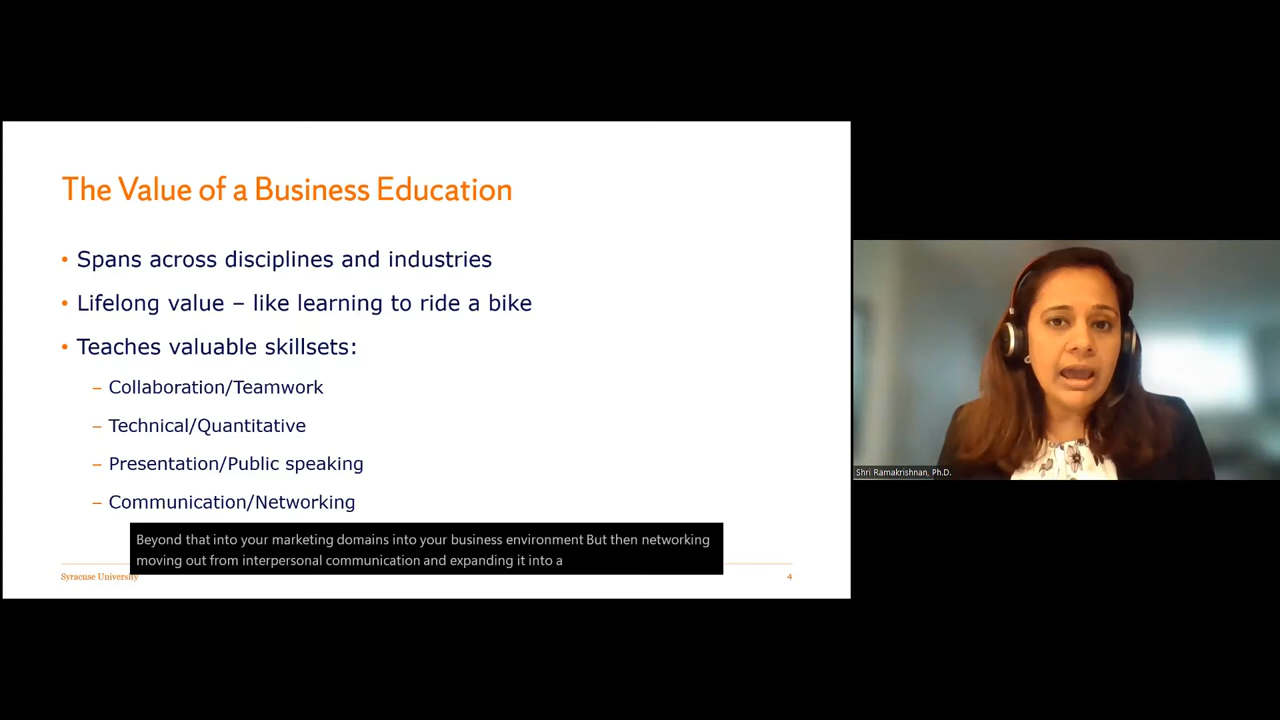 The Value of a Business Education
• Spans across disciplines and industries
• Lifelong value – like learning to ride a bike
• Teaches valuable skillsets:
– Collaboration/Teamwork
– Technical/Quantitative
– Presentation/Public speaking
– Communication/Networking
Beyond that into your marketing domains into your business environment But then networking
moving out from interpersonal communication and expanding it into a
Syracuse University
4
Shri Ramakrishnan, Ph.D.